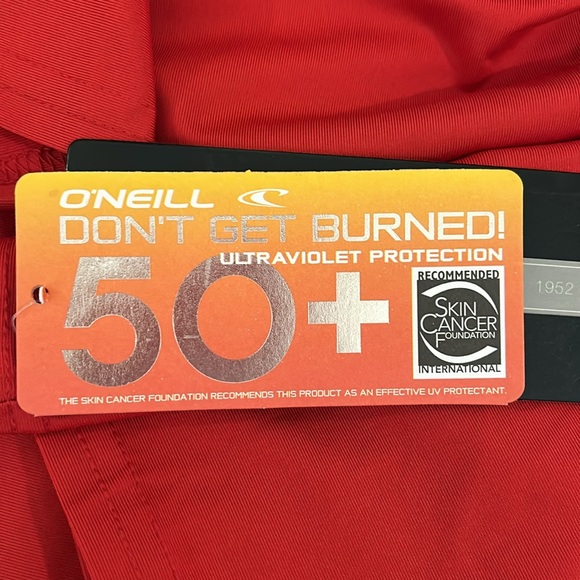 O'NEILL
DON'T GET BURNED!
ULTRAVIOLET PROTECTION
50+
RECOMMENDED
SKIN
CANCER
FOUNDATION
INTERNATIONAL
THE SKIN CANCER FOUNDATION RECOMMENDS THIS PRODUCT AS AN EFFECTIVE UV PROTECTANT.
1952